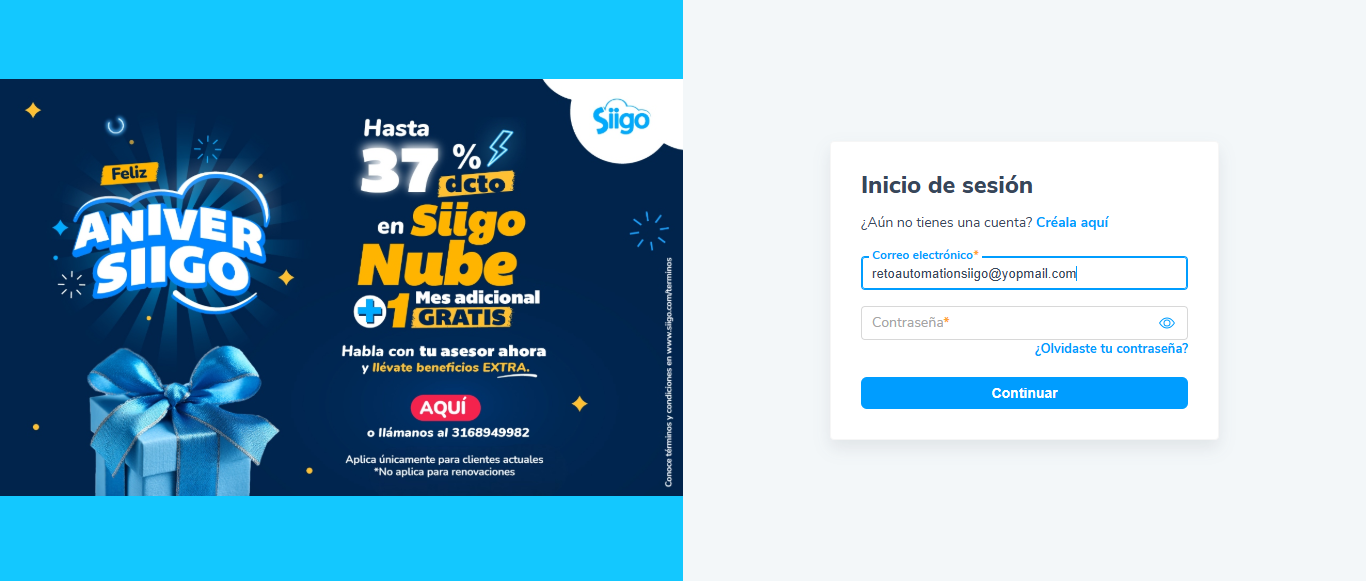 Siigo
Hasta
37 % dcto
en Siigo
Nube
+1 Mes adicional
GRATIS
Habla con tu asesor ahora
y llévate beneficios EXTRA.
AQUÍ
o llámanos al 3168949982
Aplica únicamente para clientes actuales
*No aplica para renovaciones
Feliz
ANIVER
SIIGO
Conoce términos y condiciones en www.siigo.com/terminos
Inicio de sesión
¿Aún no tienes una cuenta? Créala aquí
Correo electrónico*
retoautomationsiigo@yopmail.com
Contraseña*
¿Olvidaste tu contraseña?
Continuar